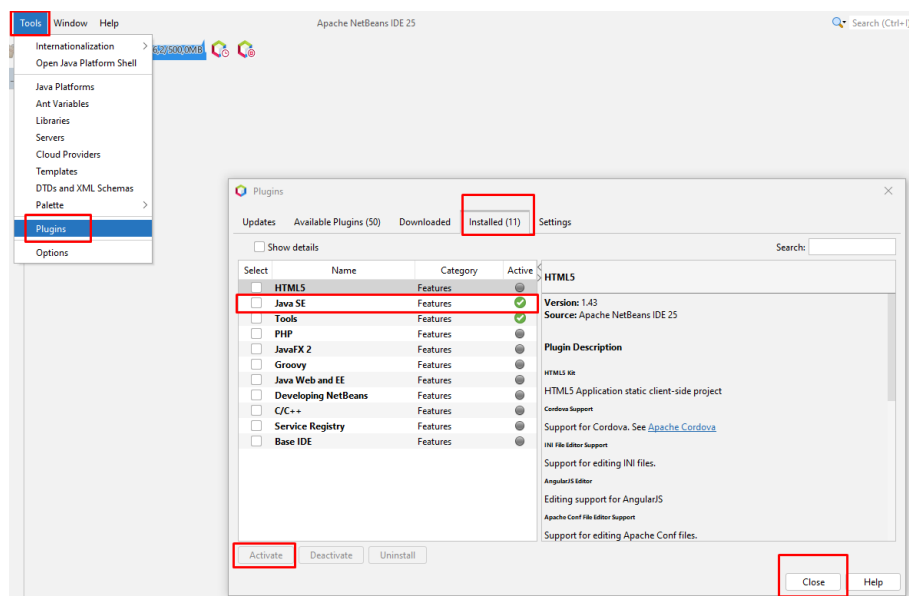 Tools Window Help Apache NetBeans IDE 25 Search (Ctrl+I)
Internationalization
Open Java Platform Shell
Java Platforms
Ant Variables
Libraries
Servers
Cloud Providers
Templates
DTDs and XML Schemas
Palette
Plugins
Options
Plugins
Updates Available Plugins (50) Downloaded Installed (11) Settings
Show details Search:
Select Name Category Active
HTML5 Features
Java SE Features
Tools Features
PHP Features
JavaFX 2 Features
Groovy Features
Java Web and EE Features
Developing NetBeans Features
C/C++ Features
Service Registry Features
Base IDE Features
HTML5
Version: 1.43
Source: Apache NetBeans IDE 25
Plugin Description
HTML5 Kit
HTML5 Application static client-side project
Cordova Support
Support for Cordova. See Apache Cordova
INI File Editor Support
Support for editing INI files.
AngularJS Editor
Editing support for AngularJS
Apache Conf File Editor Support
Support for editing Apache Conf files.
Activate Deactivate Uninstall
Close Help